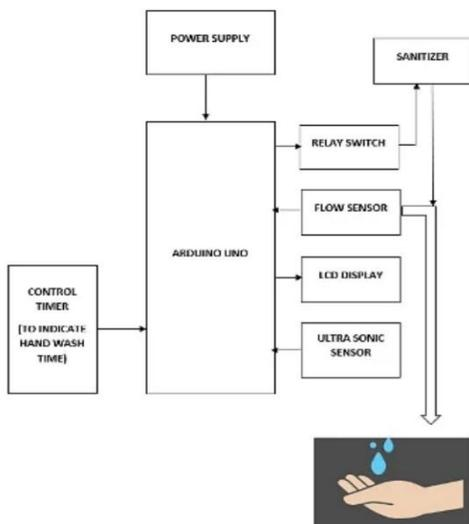 POWER SUPPLY
SANITIZER
RELAY SWITCH
FLOW SENSOR
ARDUINO UNO
LCD DISPLAY
CONTROL
TIMER
(TO INDICATE
HAND WASH
TIME)
ULTRA SONIC
SENSOR